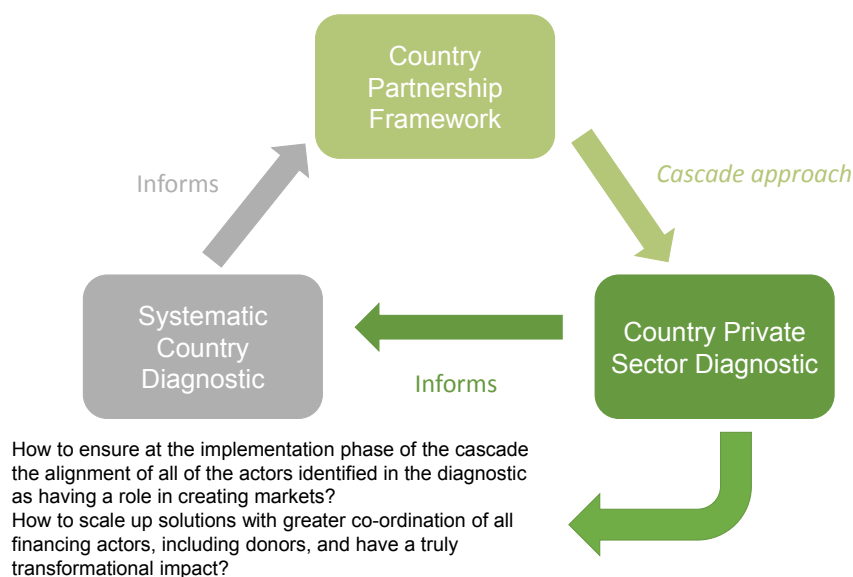 Country
Partnership
Framework
Informs
Cascade approach
Systematic
Country
Diagnostic
Informs
Country Private
Sector Diagnostic
How to ensure at the implementation phase of the cascade
the alignment of all of the actors identified in the diagnostic
as having a role in creating markets?
How to scale up solutions with greater co-ordination of all
financing actors, including donors, and have a truly
transformational impact?